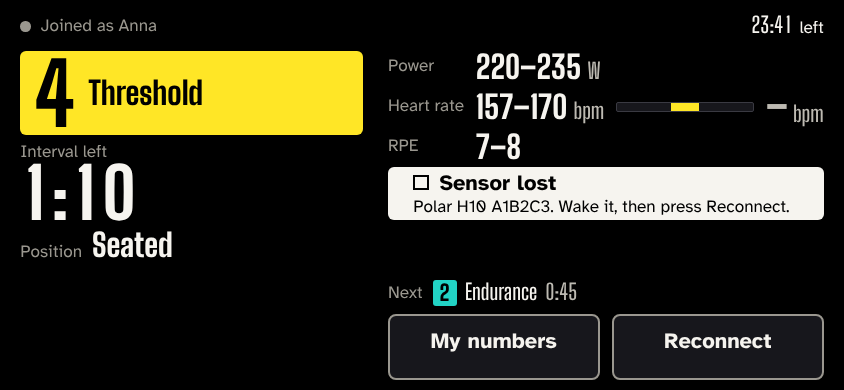 Joined as Anna
23:41 left
4 Threshold
Interval left
1:10
Position Seated
Power 220–235 W
Heart rate 157–170 bpm – bpm
RPE 7–8
Sensor lost
Polar H10 A1B2C3. Wake it, then press Reconnect.
Next 2 Endurance 0:45
My numbers
Reconnect